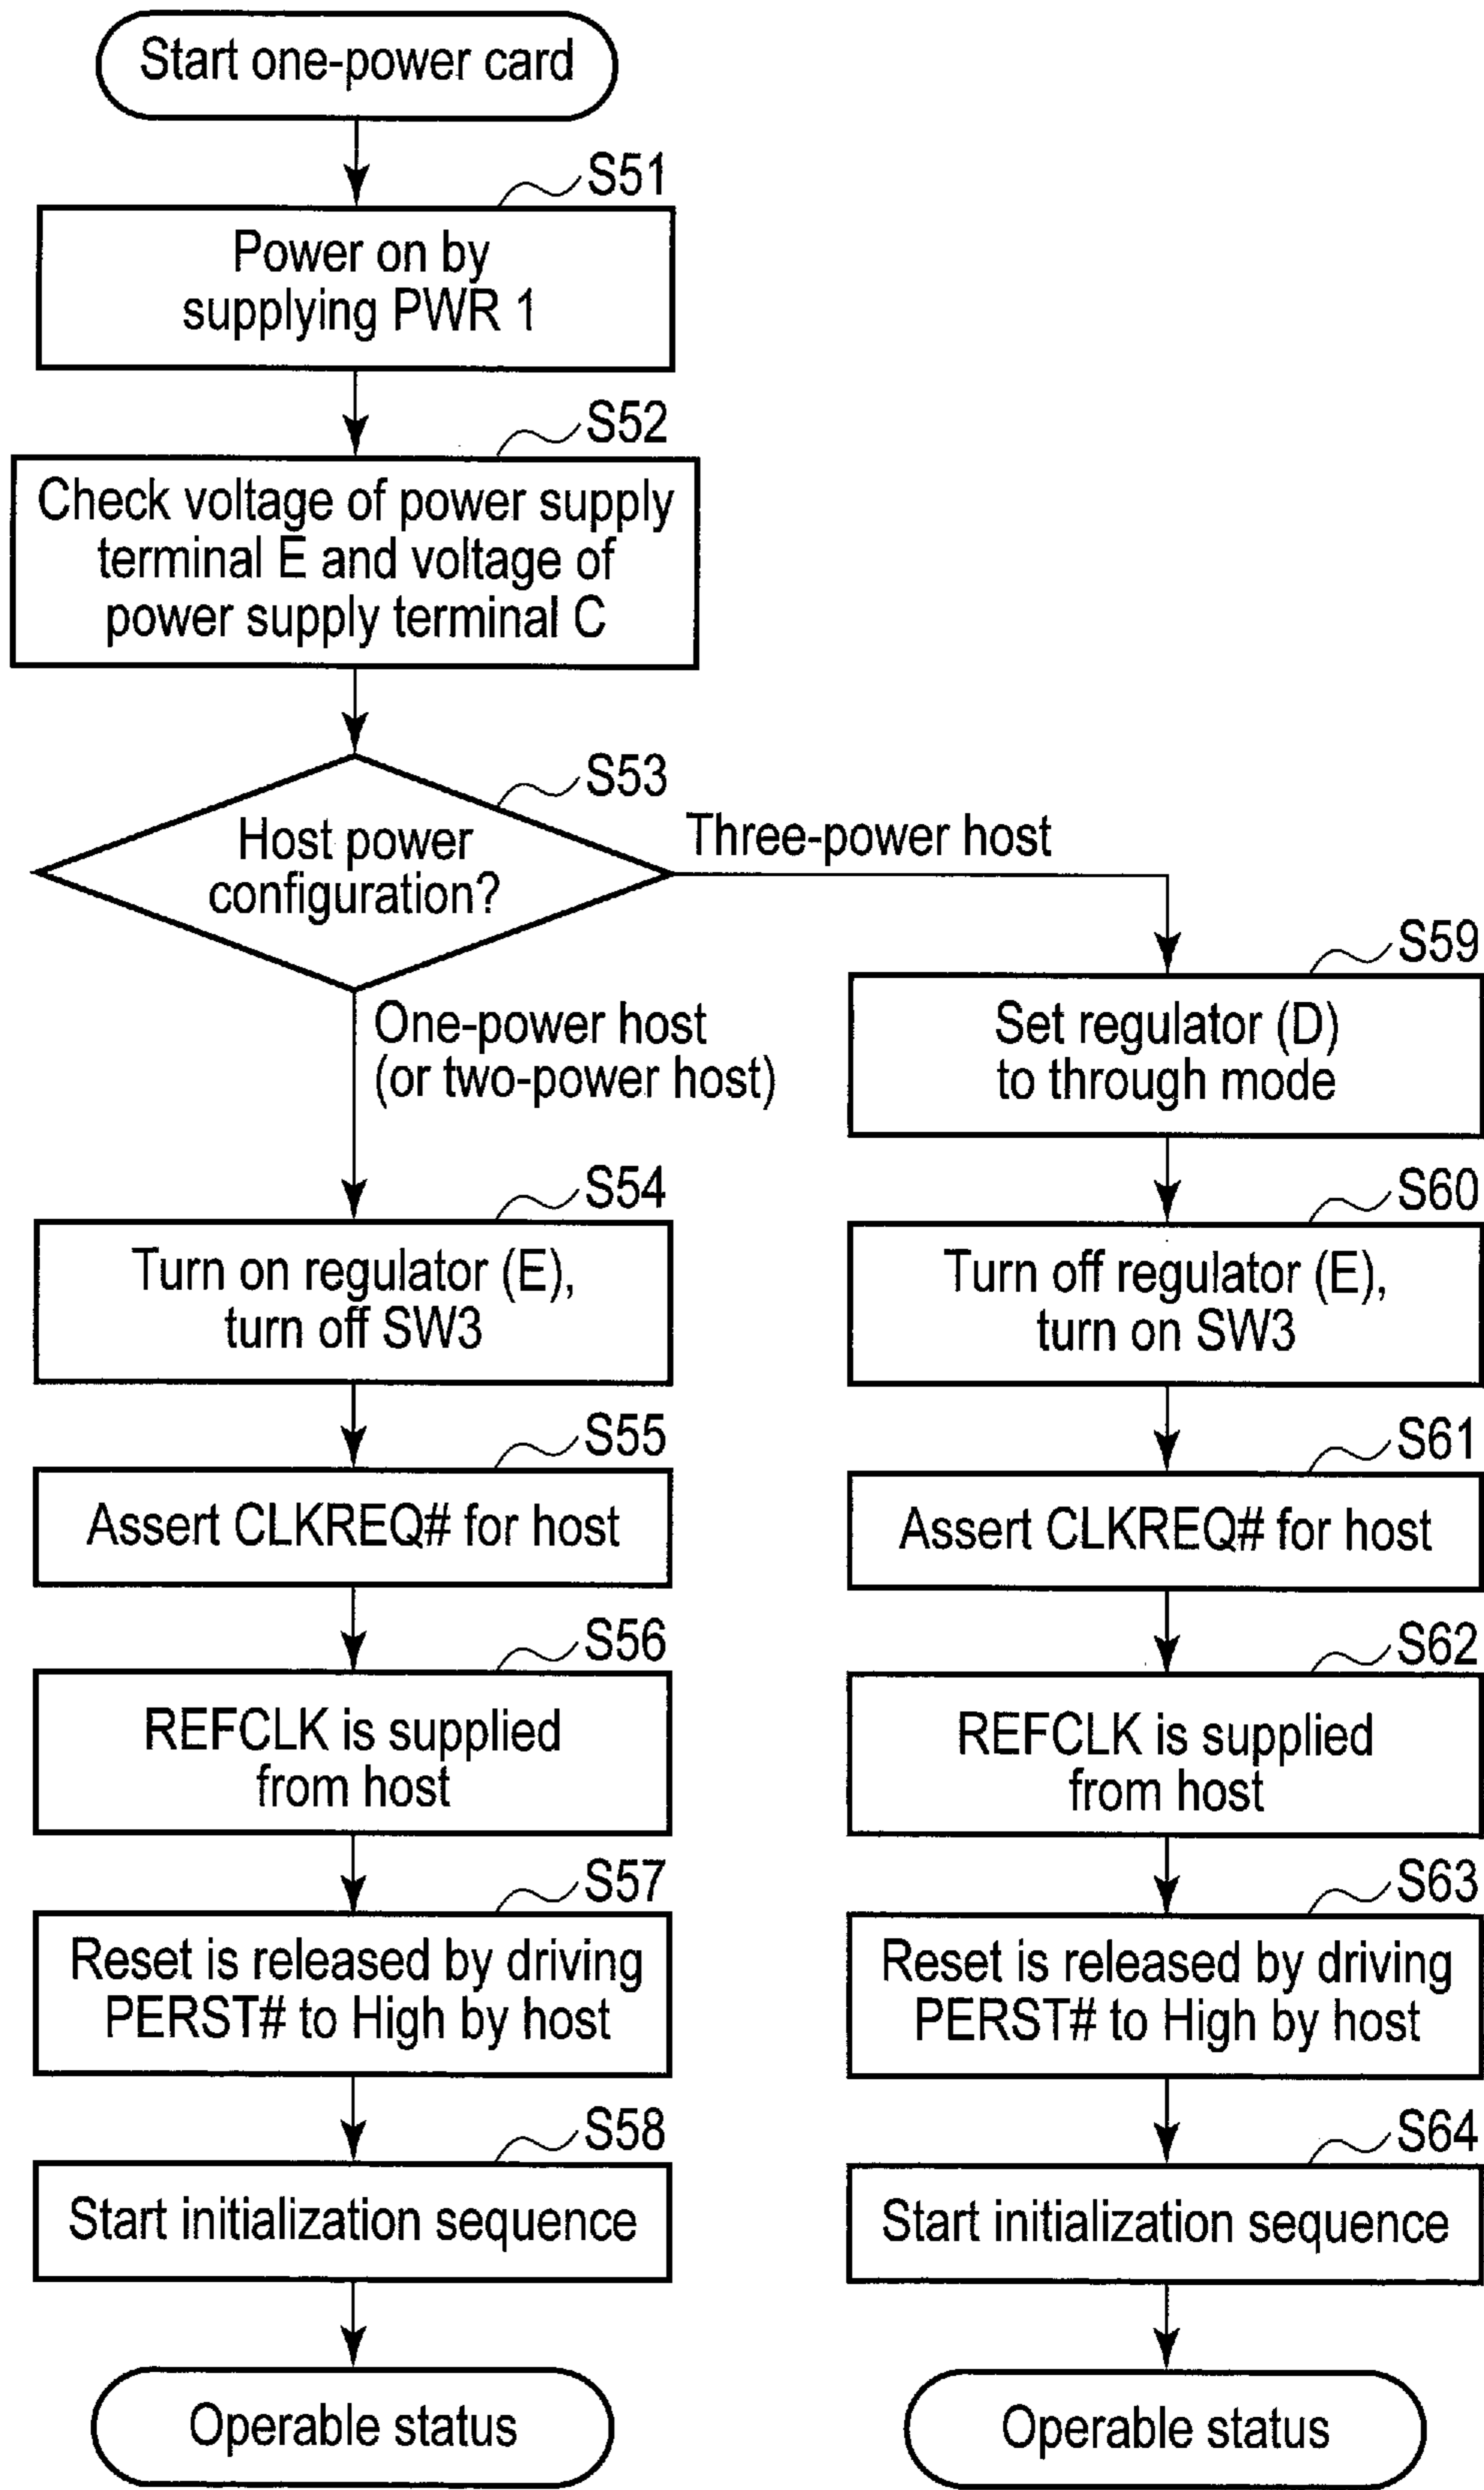 Start one-power card
S51
Power on by
supplying PWR 1
S52
Check voltage of power supply
terminal E and voltage of
power supply terminal C
S53
Host power
configuration?
Three-power host
One-power host
(or two-power host)
S54
Turn on regulator (E),
turn off SW3
S55
Assert CLKREQ# for host
S56
REFCLK is supplied
from host
S57
Reset is released by driving
PERST# to High by host
S58
Start initialization sequence
Operable status
S59
Set regulator (D)
to through mode
S60
Turn off regulator (E),
turn on SW3
S61
Assert CLKREQ# for host
S62
REFCLK is supplied
from host
S63
Reset is released by driving
PERST# to High by host
S64
Start initialization sequence
Operable status